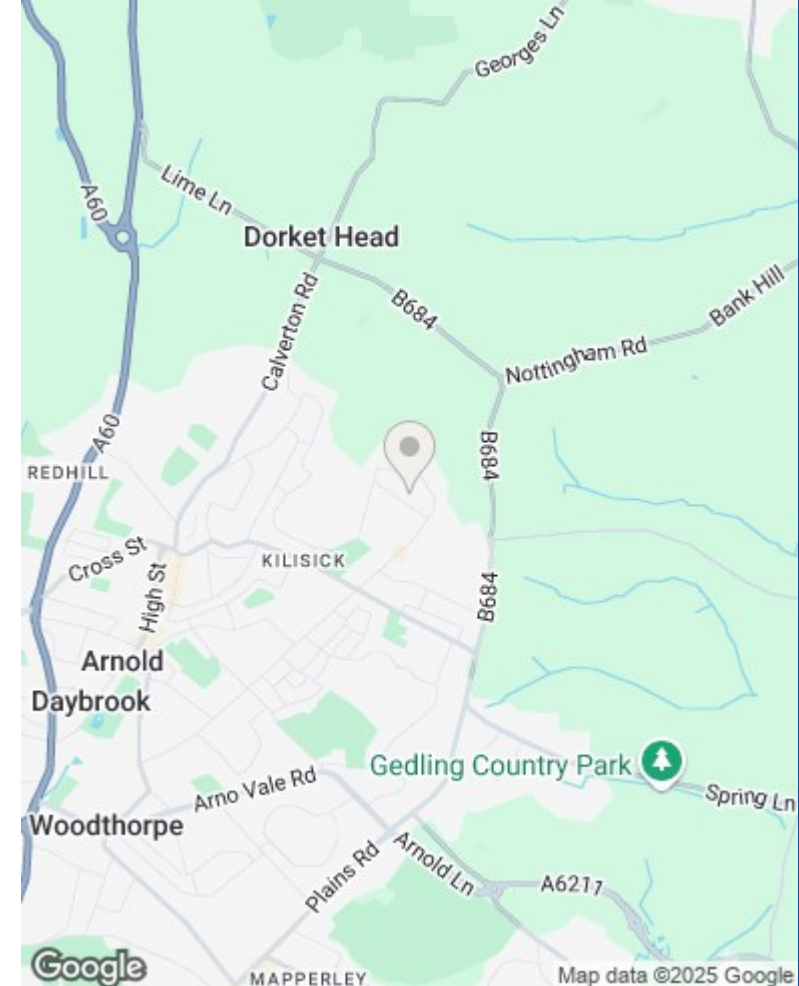 Georges Ln
Lime Ln
A60
Dorket Head
Calverton Rd
B684
Bank Hill
Nottingham Rd
A60
B684
REDHILL
Cross St
KILISICK
High St
B684
Arnold
Daybrook
Gedling Country Park
Arno Vale Rd
Spring Ln
Woodthorpe
Plains Rd
Arnold Ln
A6211
Google
MAPPERLEY
Map data ©2025 Google